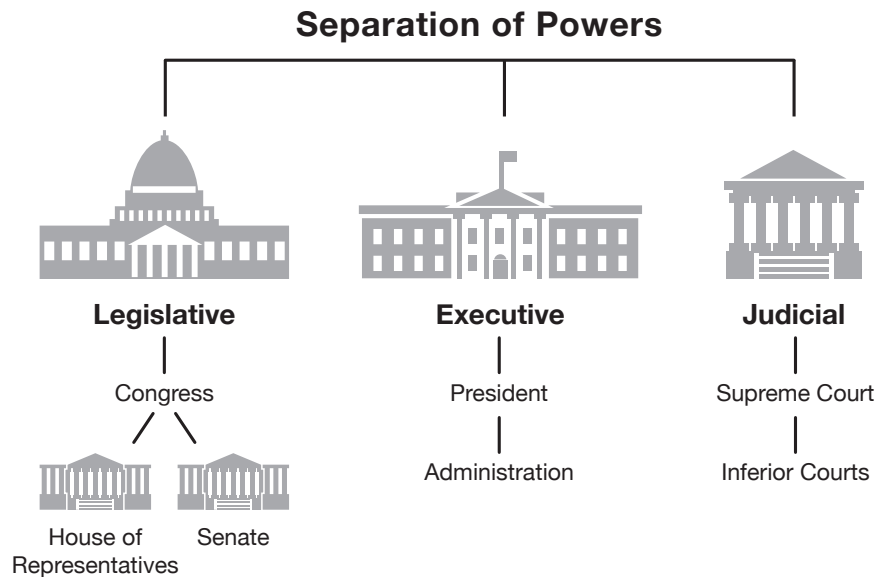 Separation of Powers
Legislative
Executive
Judicial
Congress
President
Supreme Court
Administration
Inferior Courts
House of
Representatives
Senate